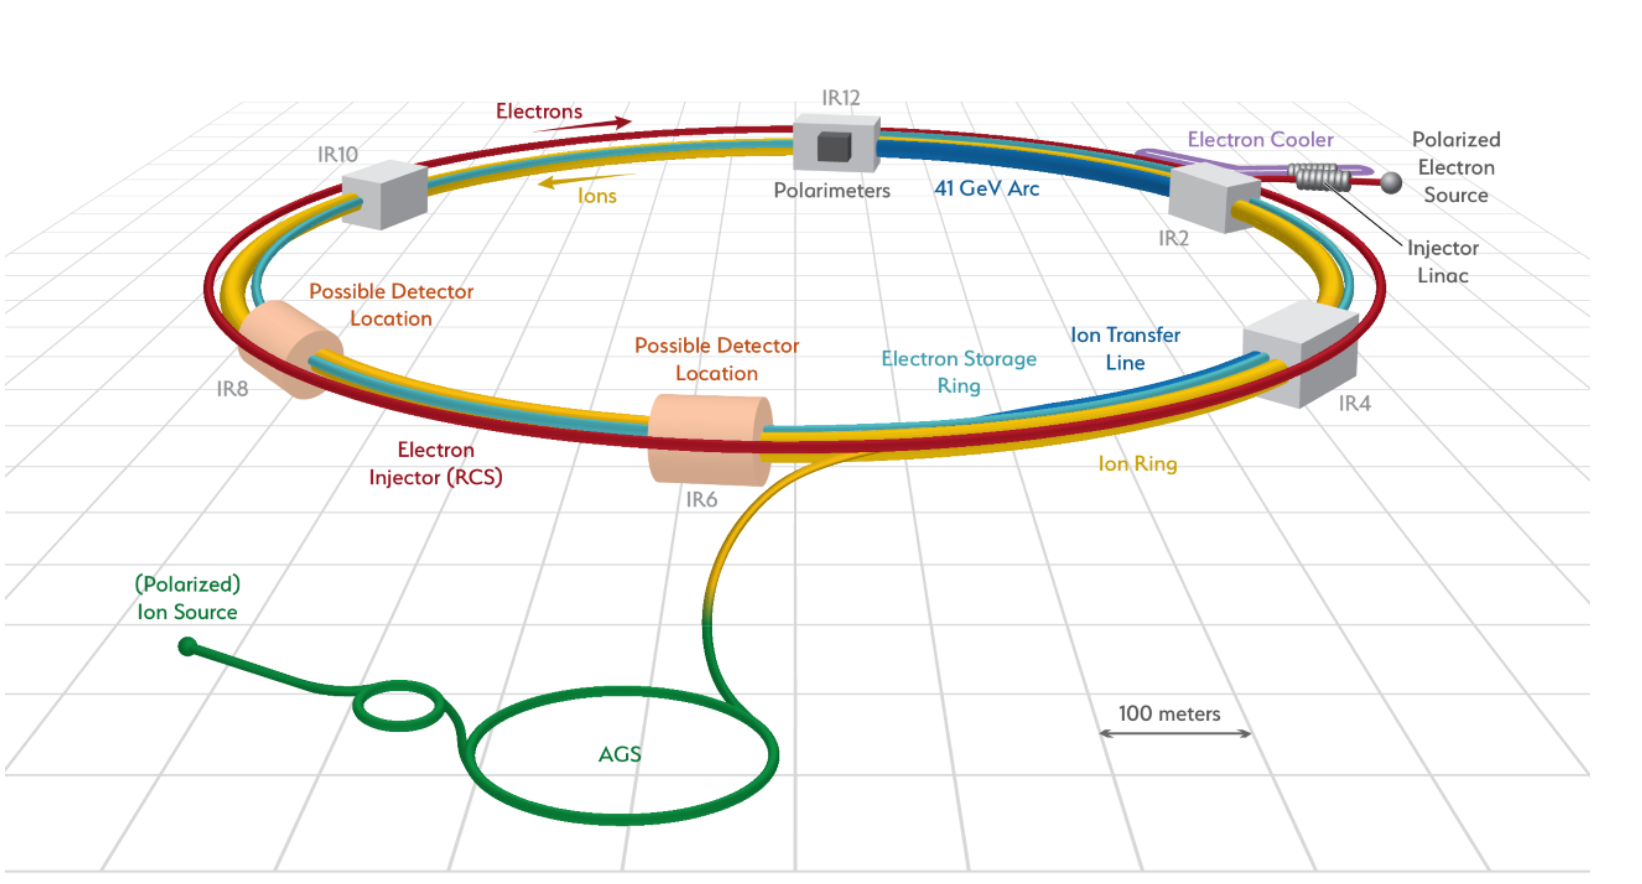 IR12
Electrons
IR10
Ions
Polarimeters
41 GeV Arc
Electron Cooler
Polarized
Electron
Source
IR2
Injector
Linac
Possible Detector
Location
IR8
Possible Detector
Location
Electron Storage
Ring
Ion Transfer
Line
IR4
Electron
Injector (RCS)
IR6
Ion Ring
(Polarized)
Ion Source
AGS
100 meters